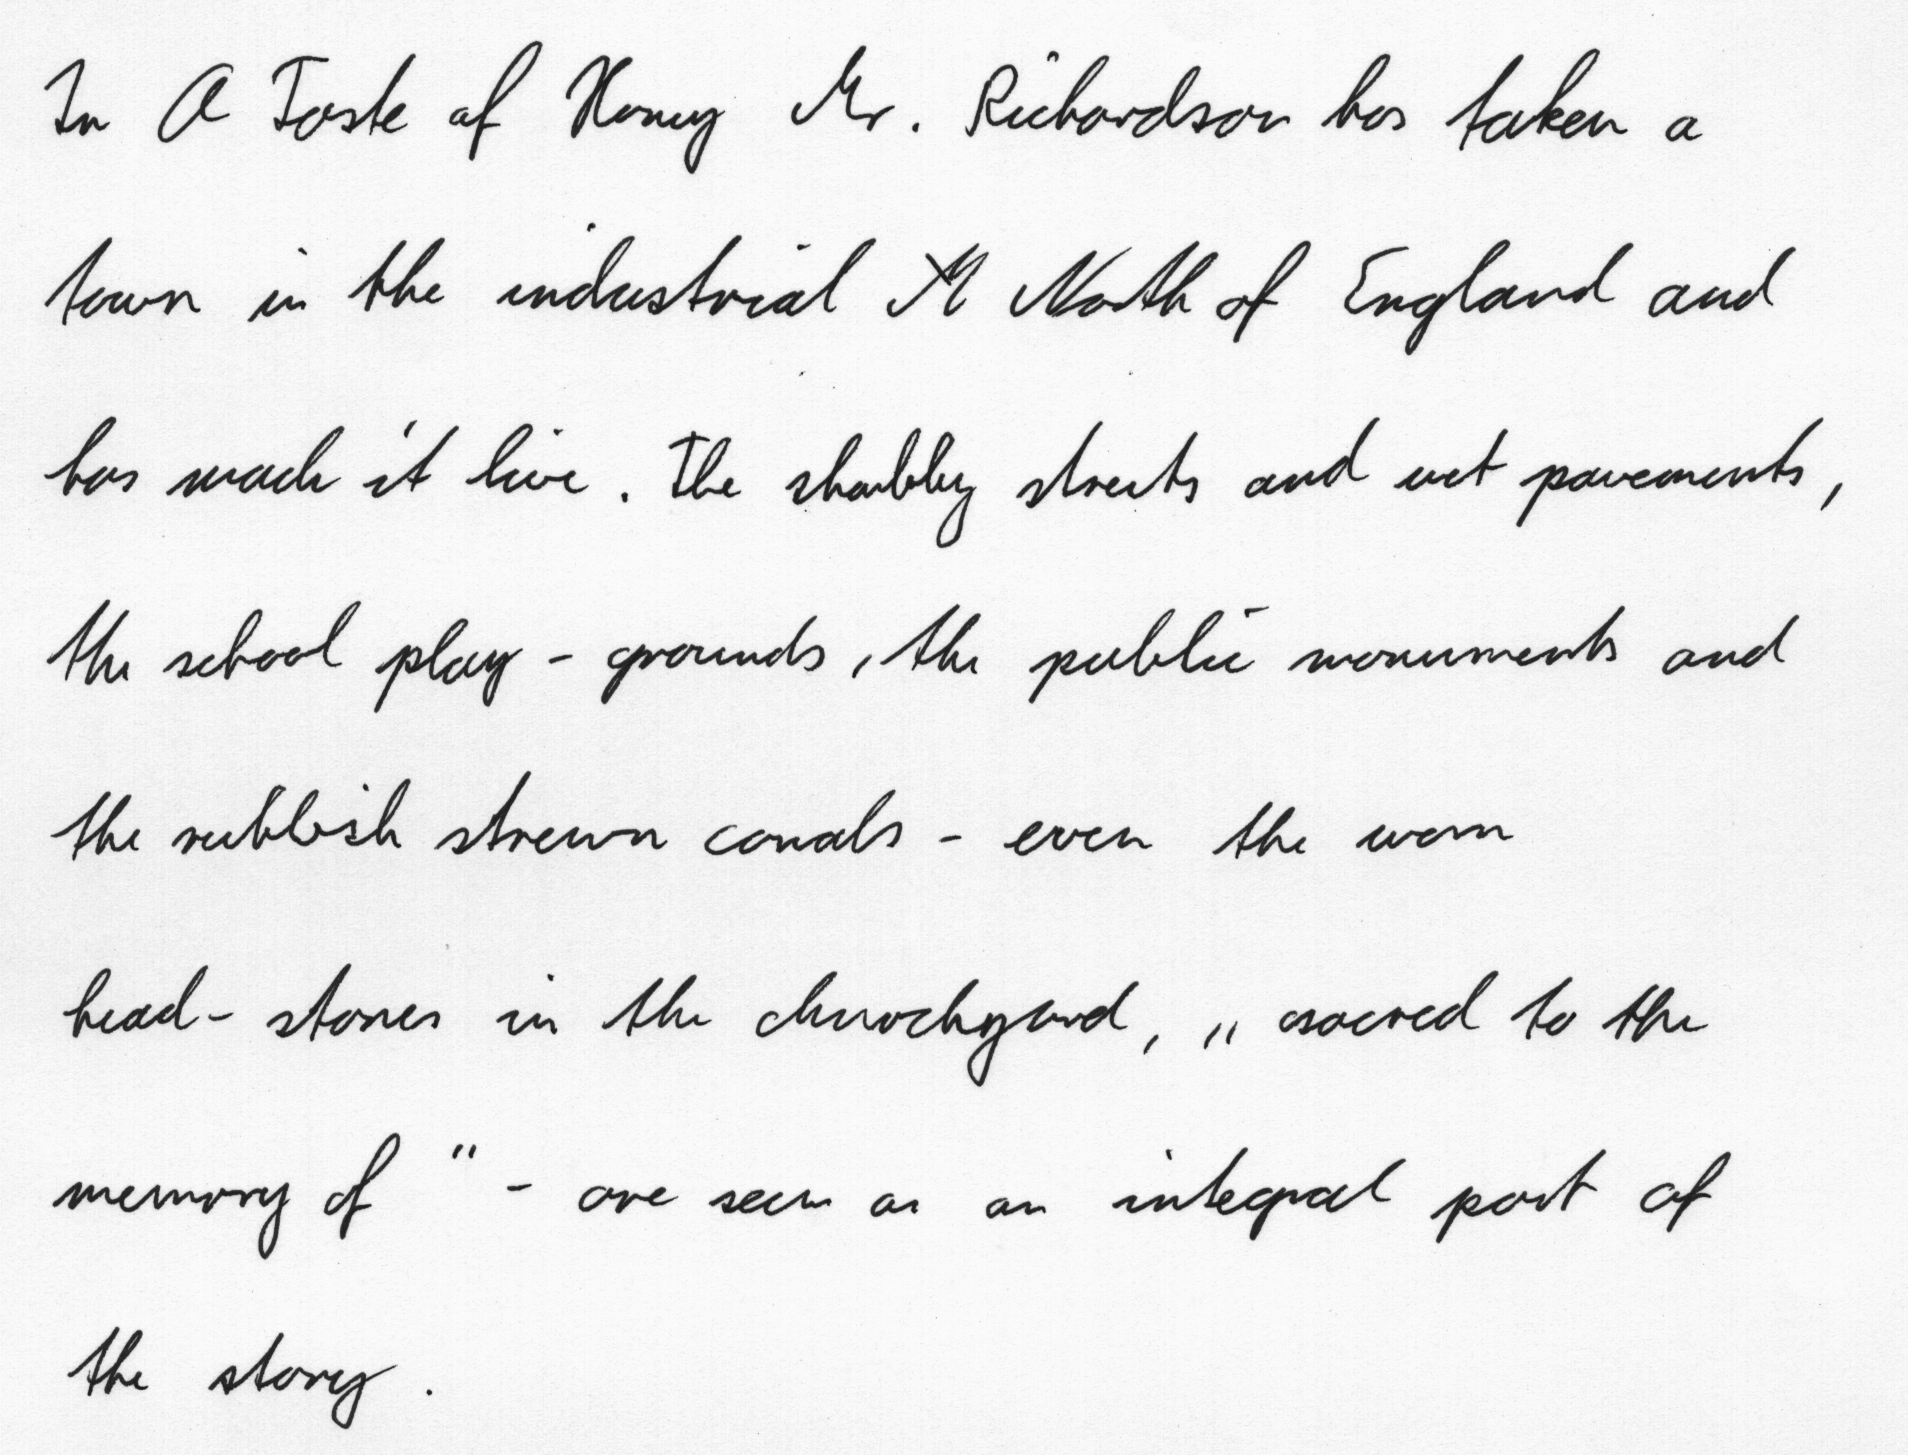 In A Taste of Honey Mr. Richardson has taken a
town in the industrial North of England and
has made it live. The shabby streets and wet pavements,
the school play-grounds, the public monuments and
the rubbish strewn canals - even the worn
head-stones in the churchyard, „sacred to the
memory of" - are seen as an integral part of
the story.